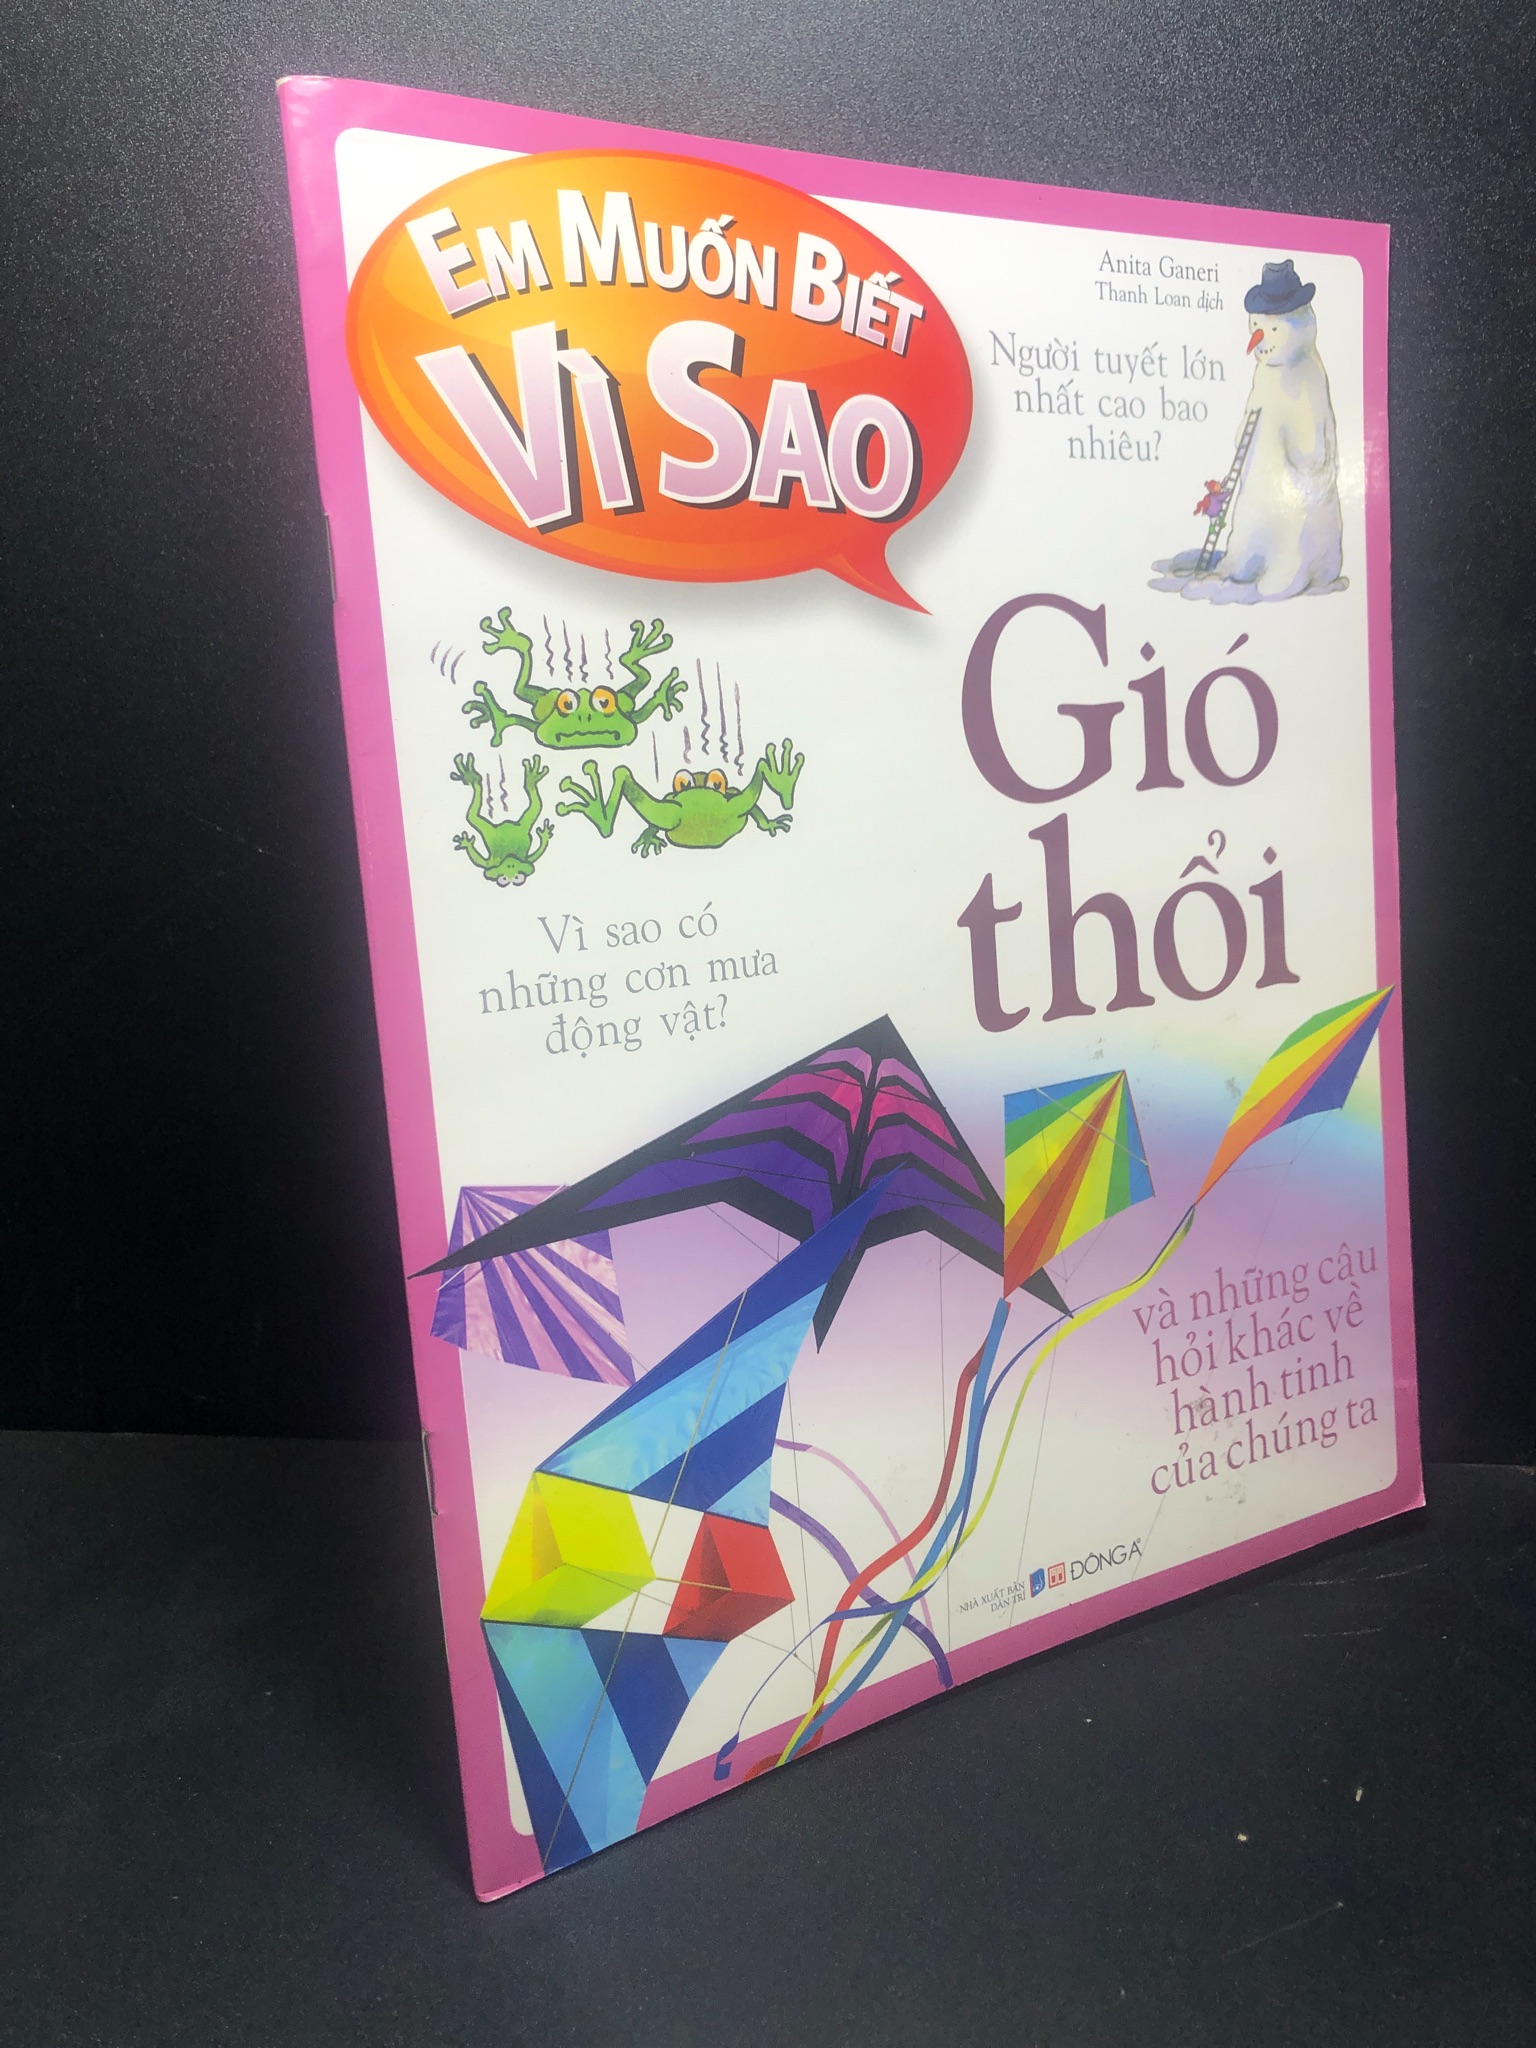 EM MUỐN BIẾT
VÌ SAO
Anita Ganeri
Thanh Loan dịch
Người tuyết lớn
nhất cao bao
nhiêu?
Gió
thổi
Vì sao có
những cơn mưa
động vật?
và những câu
hỏi khác về
hành tinh
của chúng ta
NHÀ XUẤT BẢN
DÂN TRÍ
ĐÔNG A